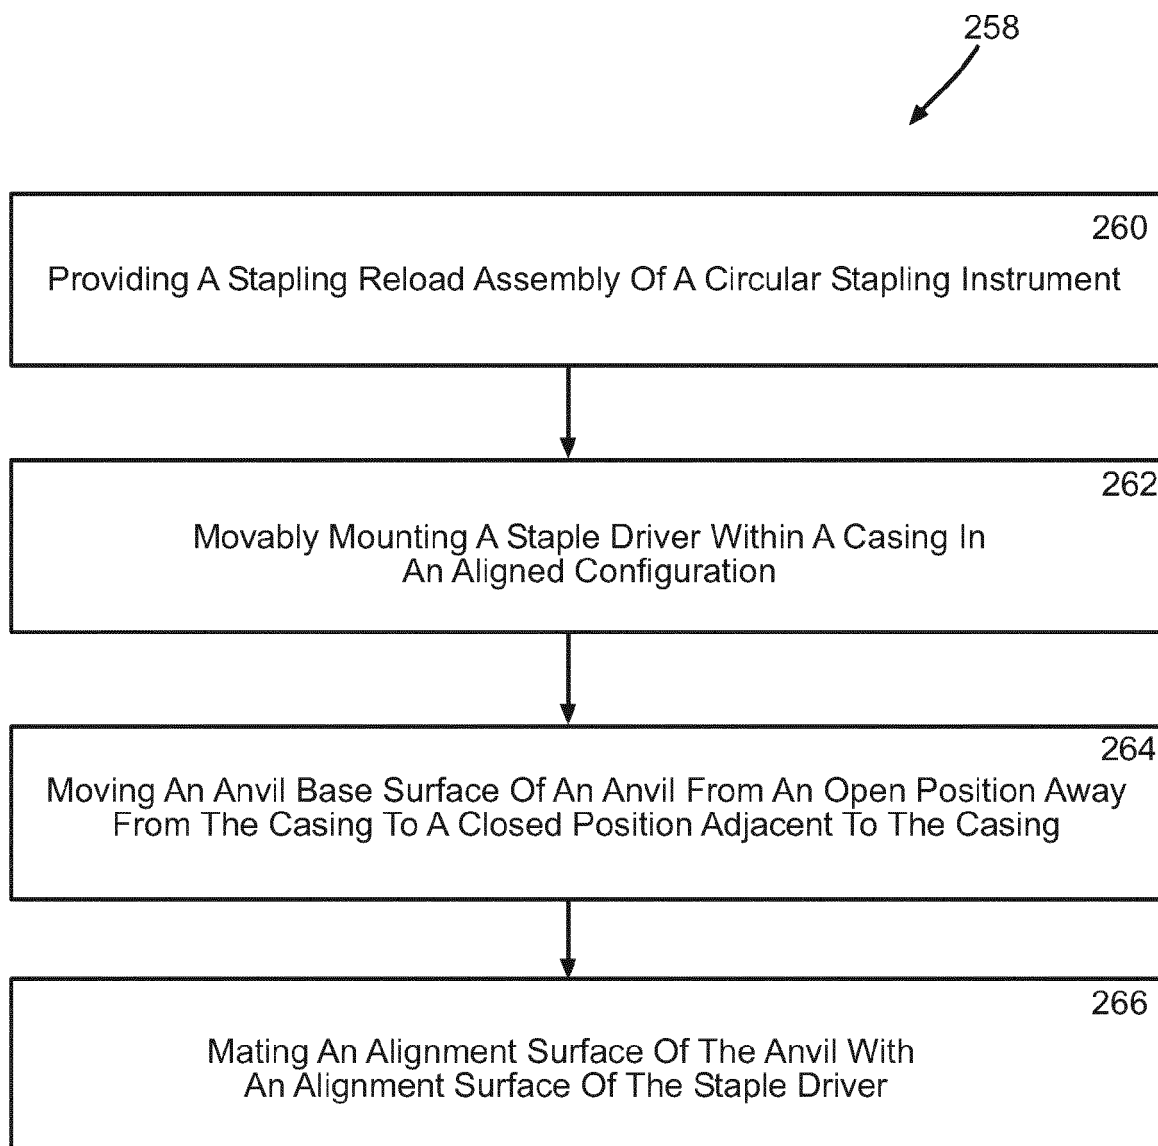 258
260
Providing A Stapling Reload Assembly Of A Circular Stapling Instrument
262
Movably Mounting A Staple Driver Within A Casing In
An Aligned Configuration
264
Moving An Anvil Base Surface Of An Anvil From An Open Position Away
From The Casing To A Closed Position Adjacent To The Casing
266
Mating An Alignment Surface Of The Anvil With
An Alignment Surface Of The Staple Driver